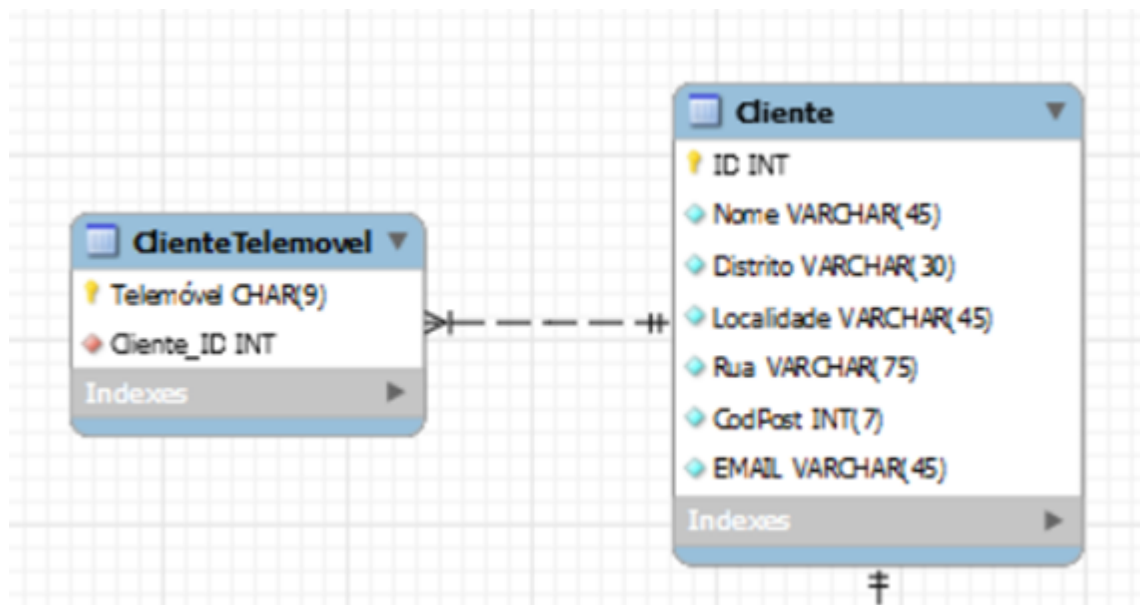 Cliente
ID INT
Nome VARCHAR(45)
Distrito VARCHAR(30)
Localidade VARCHAR(45)
Rua VARCHAR(75)
CodPost INT(7)
EMAIL VARCHAR(45)
Indexes
ClienteTelemovel
Telemóvel CHAR(9)
Cliente_ID INT
Indexes